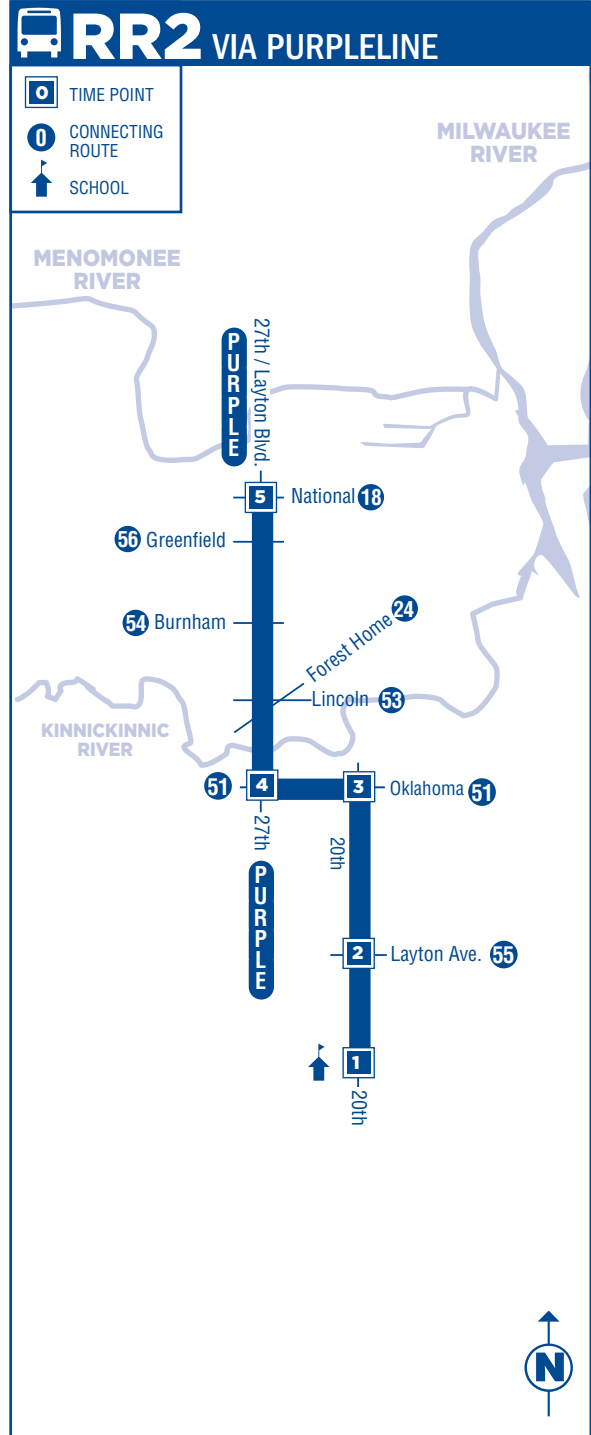 RR2 VIA PURPLELINE
0 TIME POINT
0 CONNECTING
ROUTE
SCHOOL
MILWAUKEE
RIVER
MENOMONEE
RIVER
PURPLE
27th / Layton Blvd.
5 National 18
56 Greenfield
54 Burnham
Forest Home 24
Lincoln 53
KINNICKINNIC
RIVER
51 4
3 Oklahoma 51
27th
20th
PURPLE
2 Layton Ave. 55
1
20th
N